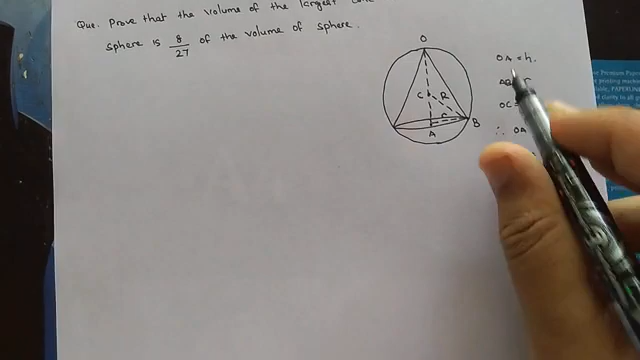 Que. Prove that the volume of the largest
sphere is 8/27 of the volume of sphere.
O
C R
r
A B
OA = h.
OC
∴ OA